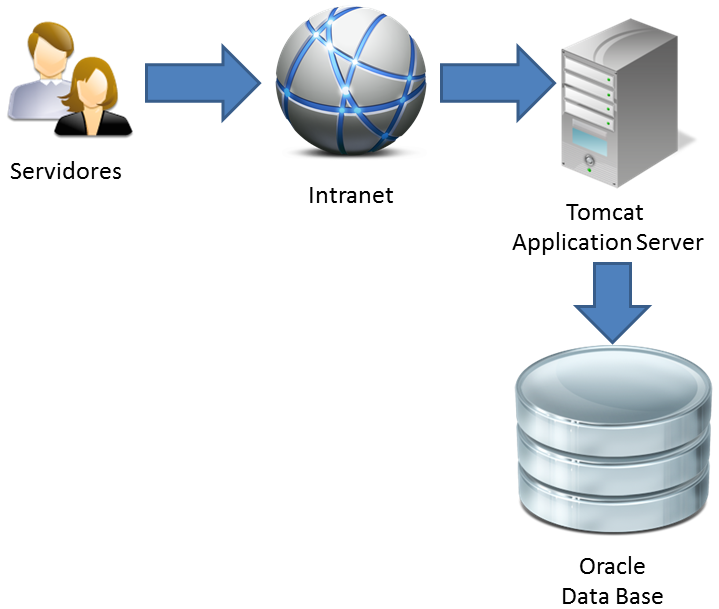 Servidores
Intranet
Tomcat
Application Server
Oracle
Data Base